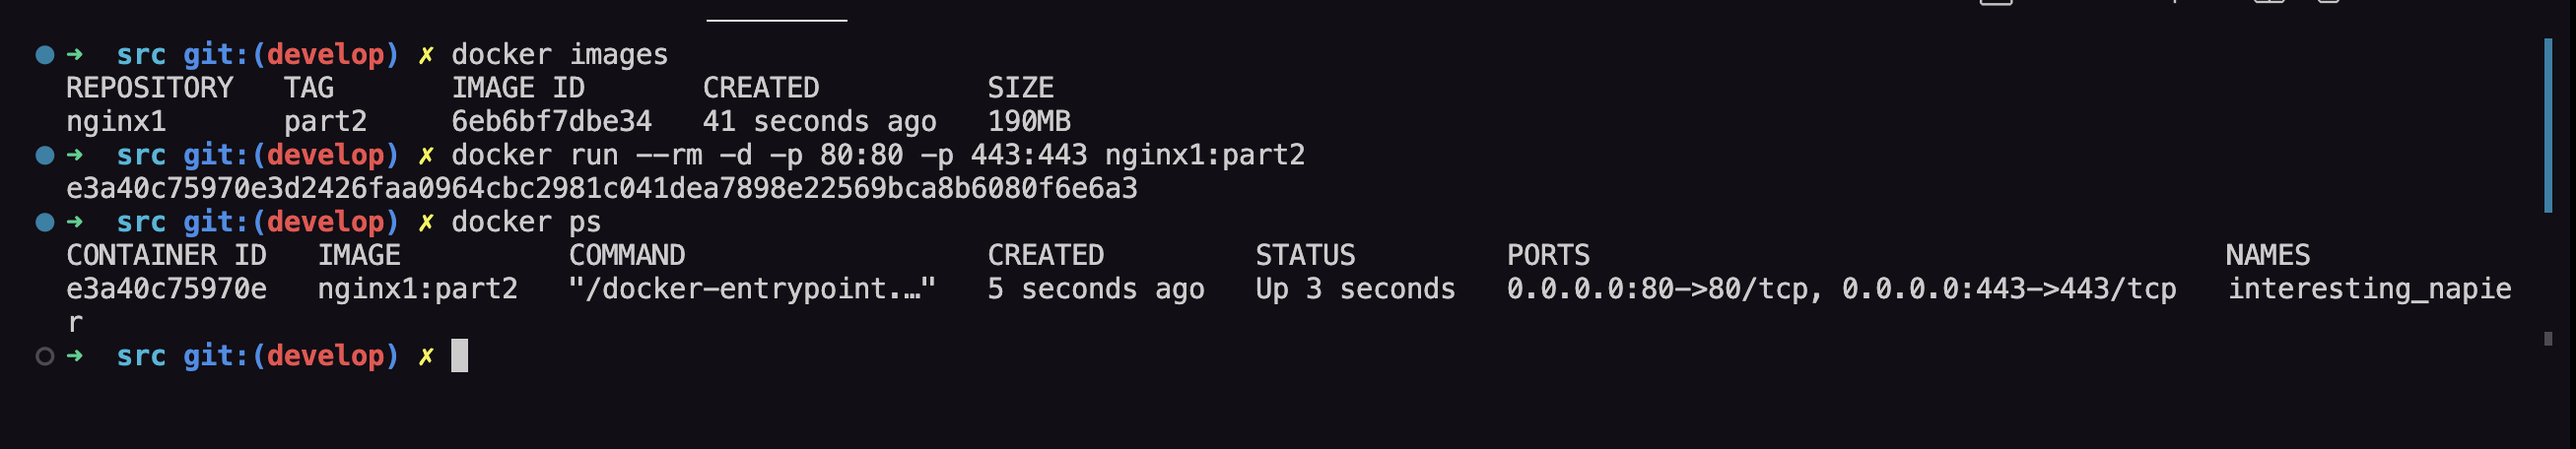 ➜  src git:(develop) ✗ docker images
REPOSITORY   TAG       IMAGE ID       CREATED          SIZE
nginx1       part2     6eb6bf7dbe34   41 seconds ago   190MB
➜  src git:(develop) ✗ docker run --rm -d -p 80:80 -p 443:443 nginx1:part2
e3a40c75970e3d2426faa0964cbc2981c041dea7898e22569bca8b6080f6e6a3
➜  src git:(develop) ✗ docker ps
CONTAINER ID   IMAGE          COMMAND                  CREATED         STATUS         PORTS                                      NAMES
e3a40c75970e   nginx1:part2   "/docker-entrypoint.…"   5 seconds ago   Up 3 seconds   0.0.0.0:80->80/tcp, 0.0.0.0:443->443/tcp   interesting_napie
r
➜  src git:(develop) ✗